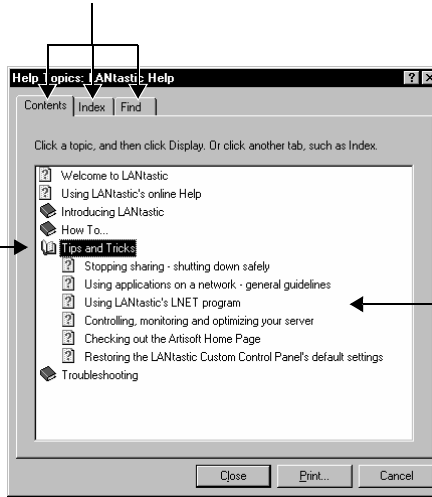 Help Topics: LANtastic Help
Contents Index Find
Click a topic, and then click Display. Or click another tab, such as Index.
Welcome to LANtastic
Using LANtastic's online Help
Introducing LANtastic
How To...
Tips and Tricks
Stopping sharing - shutting down safely
Using applications on a network - general guidelines
Using LANtastic's LNET program
Controlling, monitoring and optimizing your server
Checking out the Artisoft Home Page
Restoring the LANtastic Custom Control Panel's default settings
Troubleshooting
Close Print... Cancel